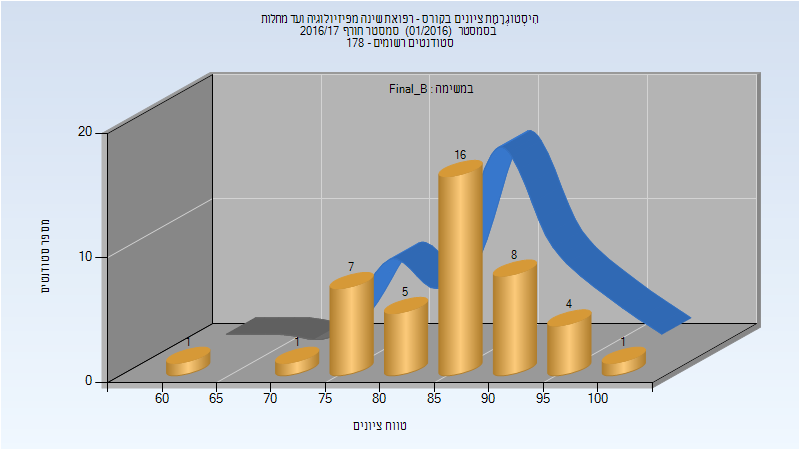 הִיסְטוֹגְרָמַת ציונים בקורס - רפואת שינה מפיזיולוגיה ועד מחלות
בסמסטר (01/2016) סמסטר חורף 2016/17
סטודנטים רשומים - 178
במשימה : Final_B
20
10
0
מספר סטודנטים
1
1
7
5
16
8
4
1
60 65 70 75 80 85 90 95 100
טווח ציונים